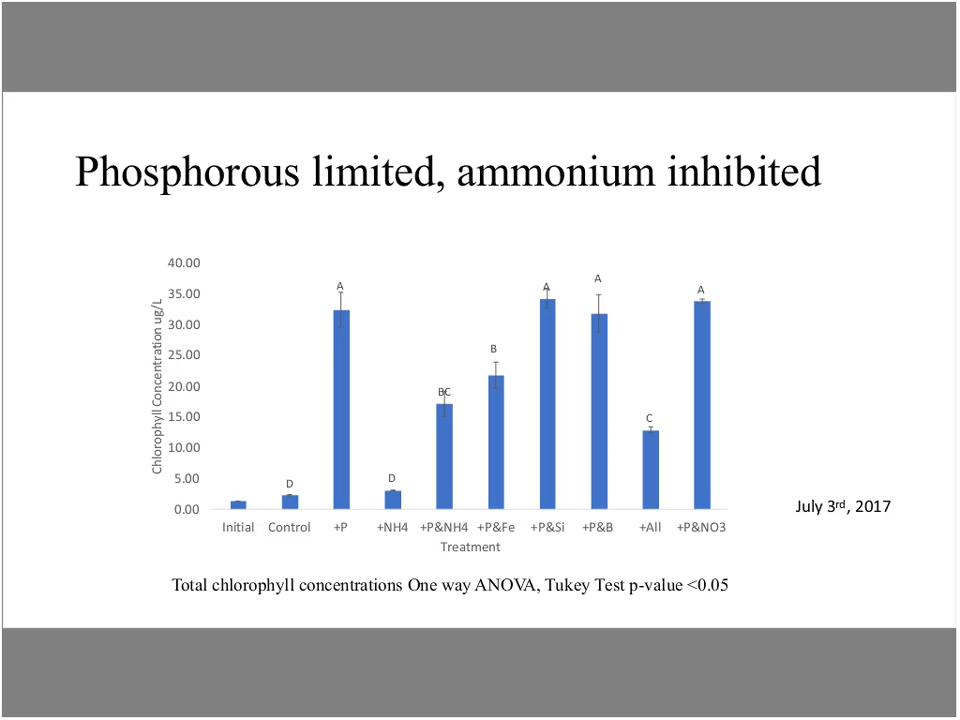 Phosphorous limited, ammonium inhibited
40.00
35.00
30.00
25.00
20.00
15.00
10.00
5.00
0.00
Chlorophyll Concentration ug/L
D
A
D
BC
B
A
A
C
A
Initial Control +P +NH4 +P&NH4 +P&Fe +P&Si +P&B +All +P&NO3
Treatment
July 3rd, 2017
Total chlorophyll concentrations One way ANOVA, Tukey Test p-value <0.05